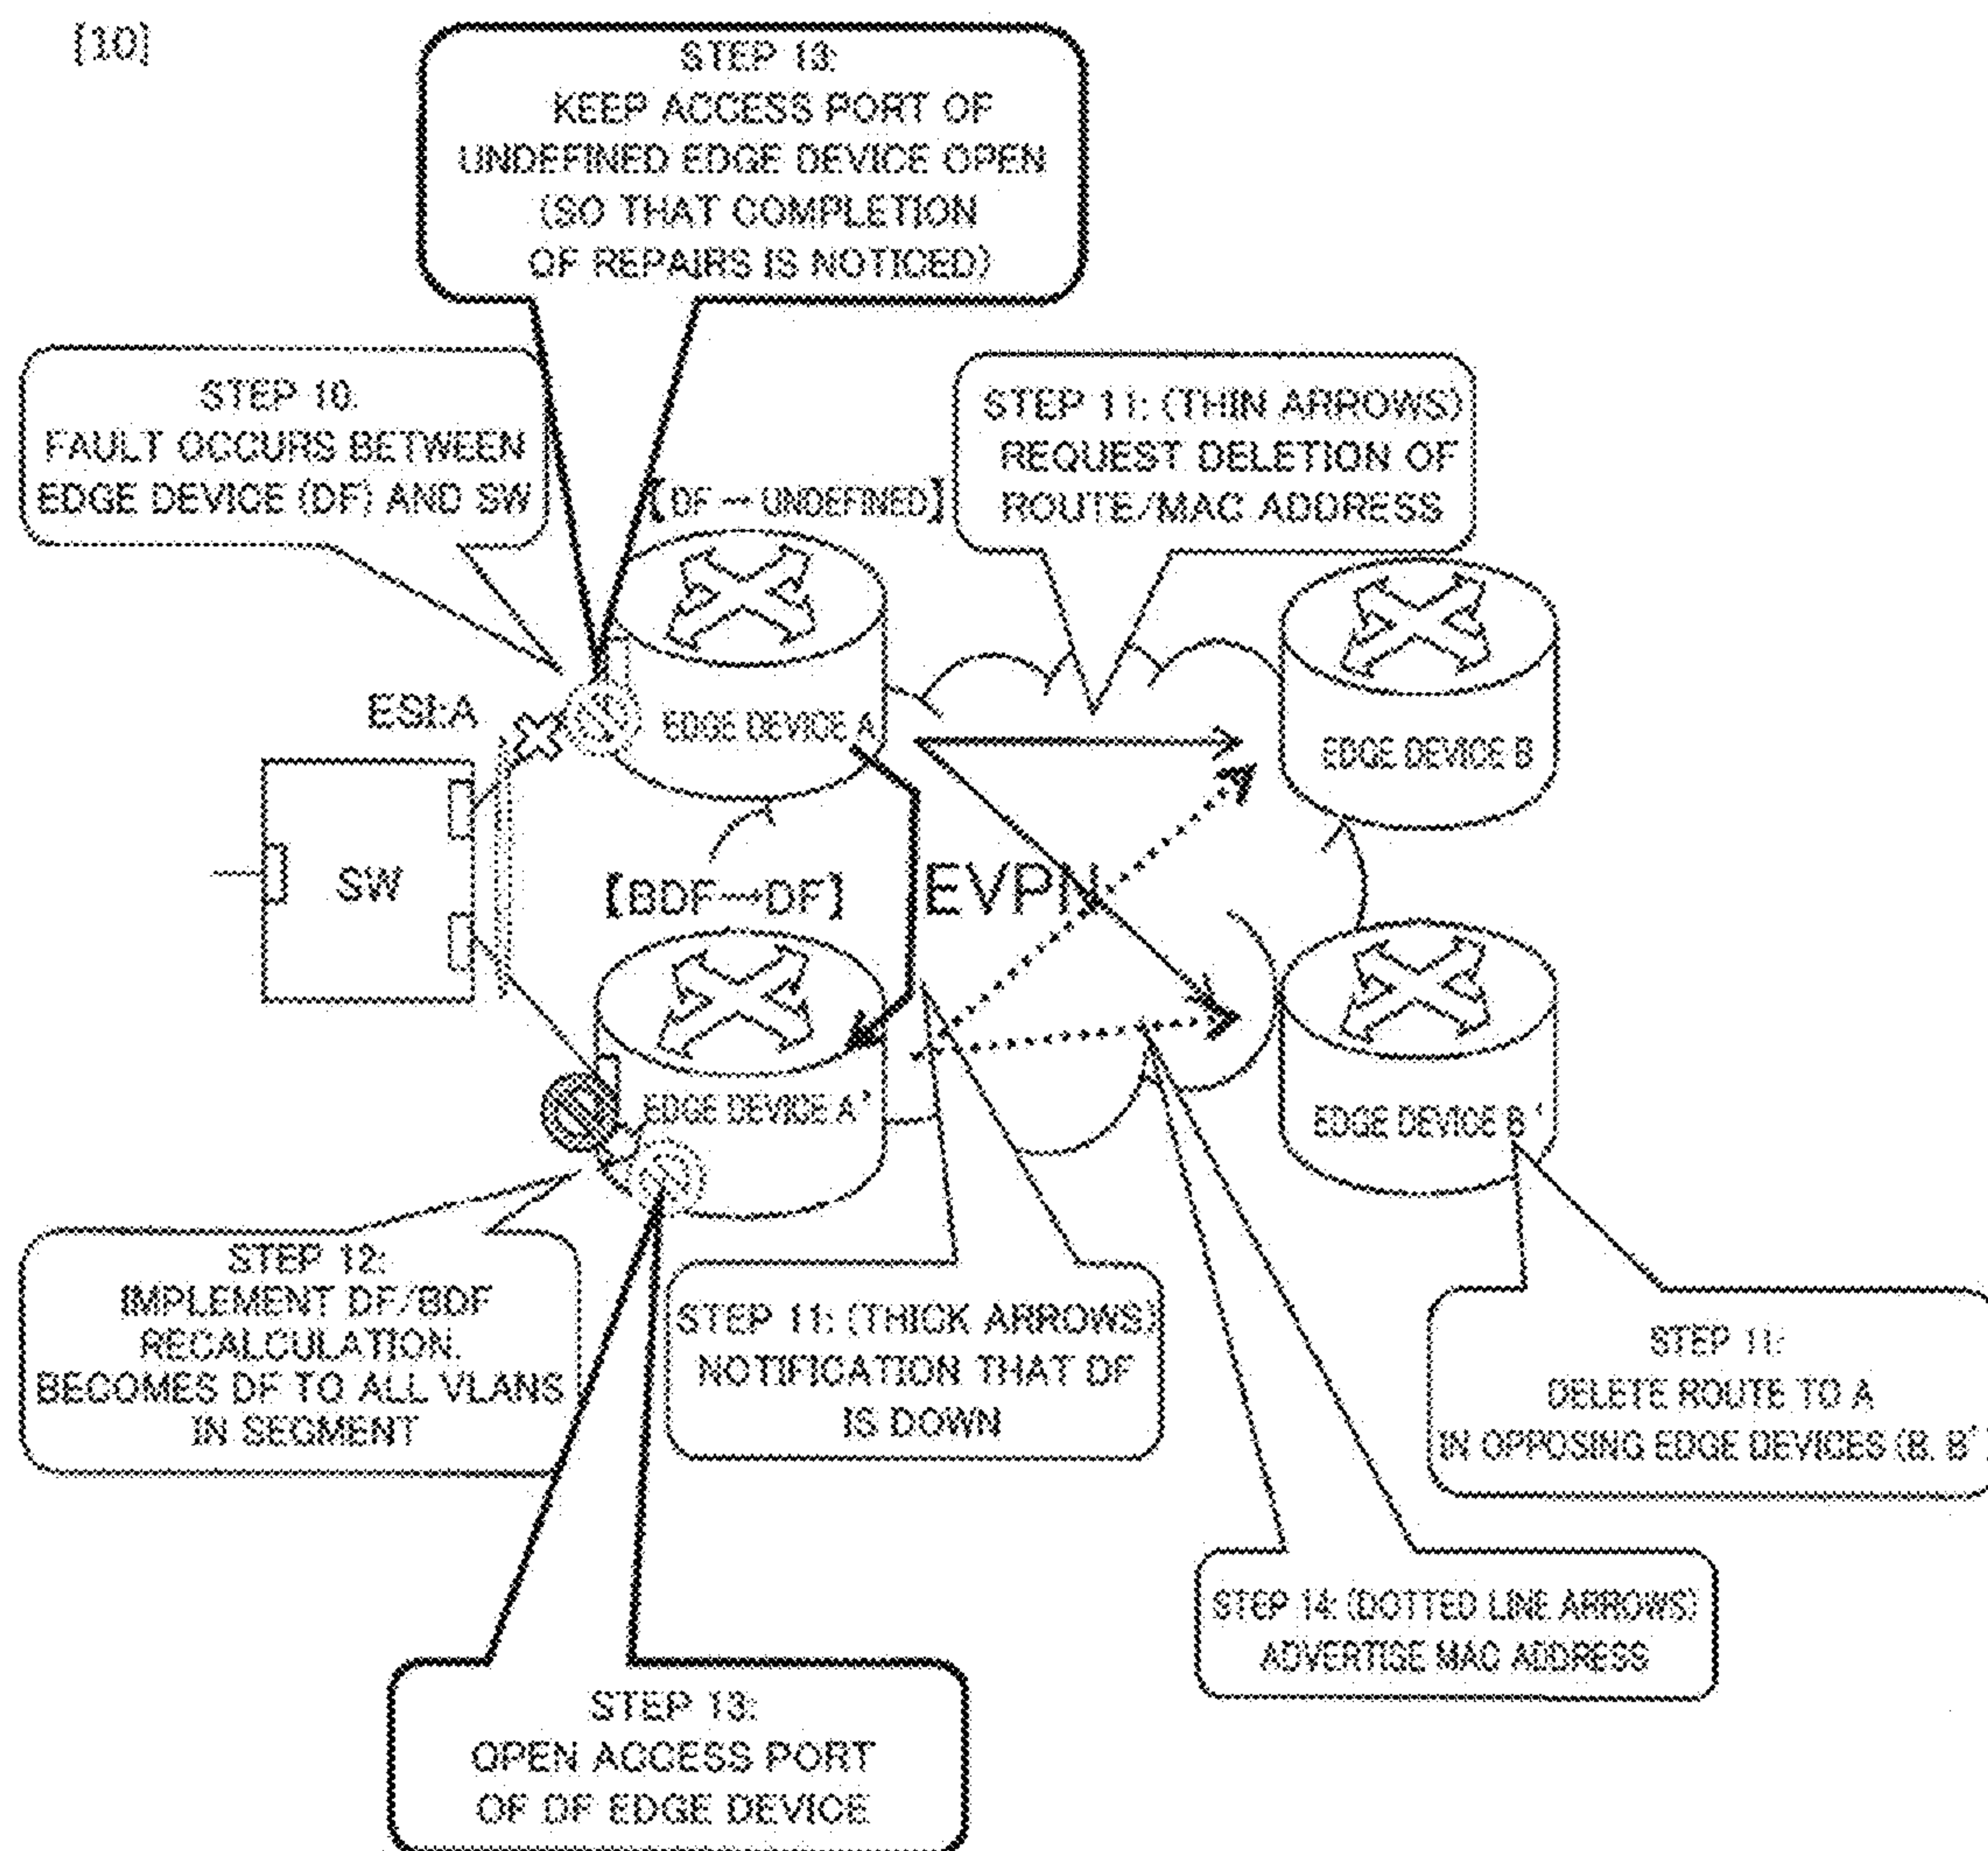 [10]
STEP 13:
KEEP ACCESS PORT OF
UNDEFINED EDGE DEVICE OPEN
(SO THAT COMPLETION
OF REPAIRS IS NOTICED)
STEP 10:
FAULT OCCURS BETWEEN
EDGE DEVICE (DF) AND SW
STEP 11: (THIN ARROWS)
REQUEST DELETION OF
ROUTE/MAC ADDRESS
【DF→UNDEFINED】
ESI:A
EDGE DEVICE A
EDGE DEVICE B
SW
【BDF→DF】
EVPN
EDGE DEVICE A'
EDGE DEVICE B'
STEP 12:
IMPLEMENT DF/BDF
RECALCULATION.
BECOMES DF TO ALL VLANS
IN SEGMENT
STEP 11: (THICK ARROWS)
NOTIFICATION THAT DF
IS DOWN
STEP 11:
DELETE ROUTE TO A
IN OPPOSING EDGE DEVICES (B, B')
STEP 14: (DOTTED LINE ARROWS)
ADVERTISE MAC ADDRESS
STEP 13:
OPEN ACCESS PORT
OF DF EDGE DEVICE